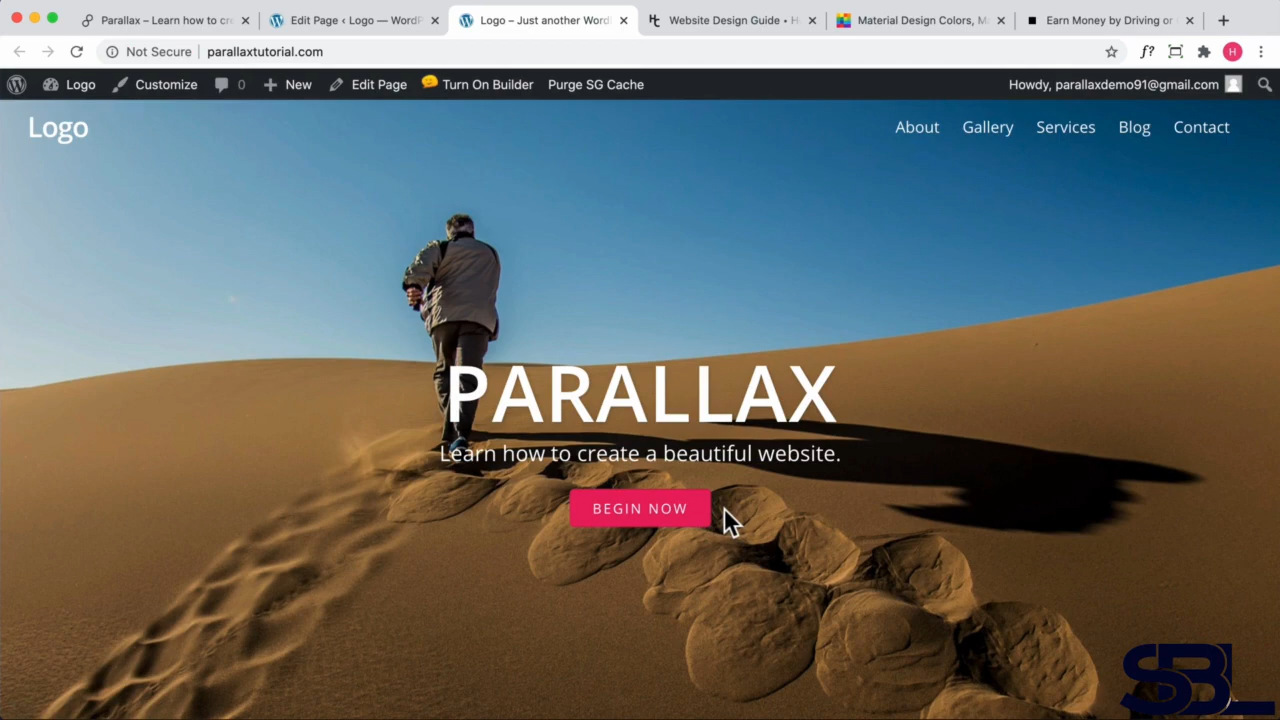 Parallax – Learn how to cr
Edit Page ‹ Logo — WordP
Logo – Just another Word
Website Design Guide • H
Material Design Colors, M
Earn Money by Driving or
Not Secure
parallaxtutorial.com
f?
H
Logo
Customize
0
New
Edit Page
Turn On Builder
Purge SG Cache
Howdy, parallaxdemo91@gmail.com
Logo
About
Gallery
Services
Blog
Contact
PARALLAX
Learn how to create a beautiful website.
BEGIN NOW
SBL